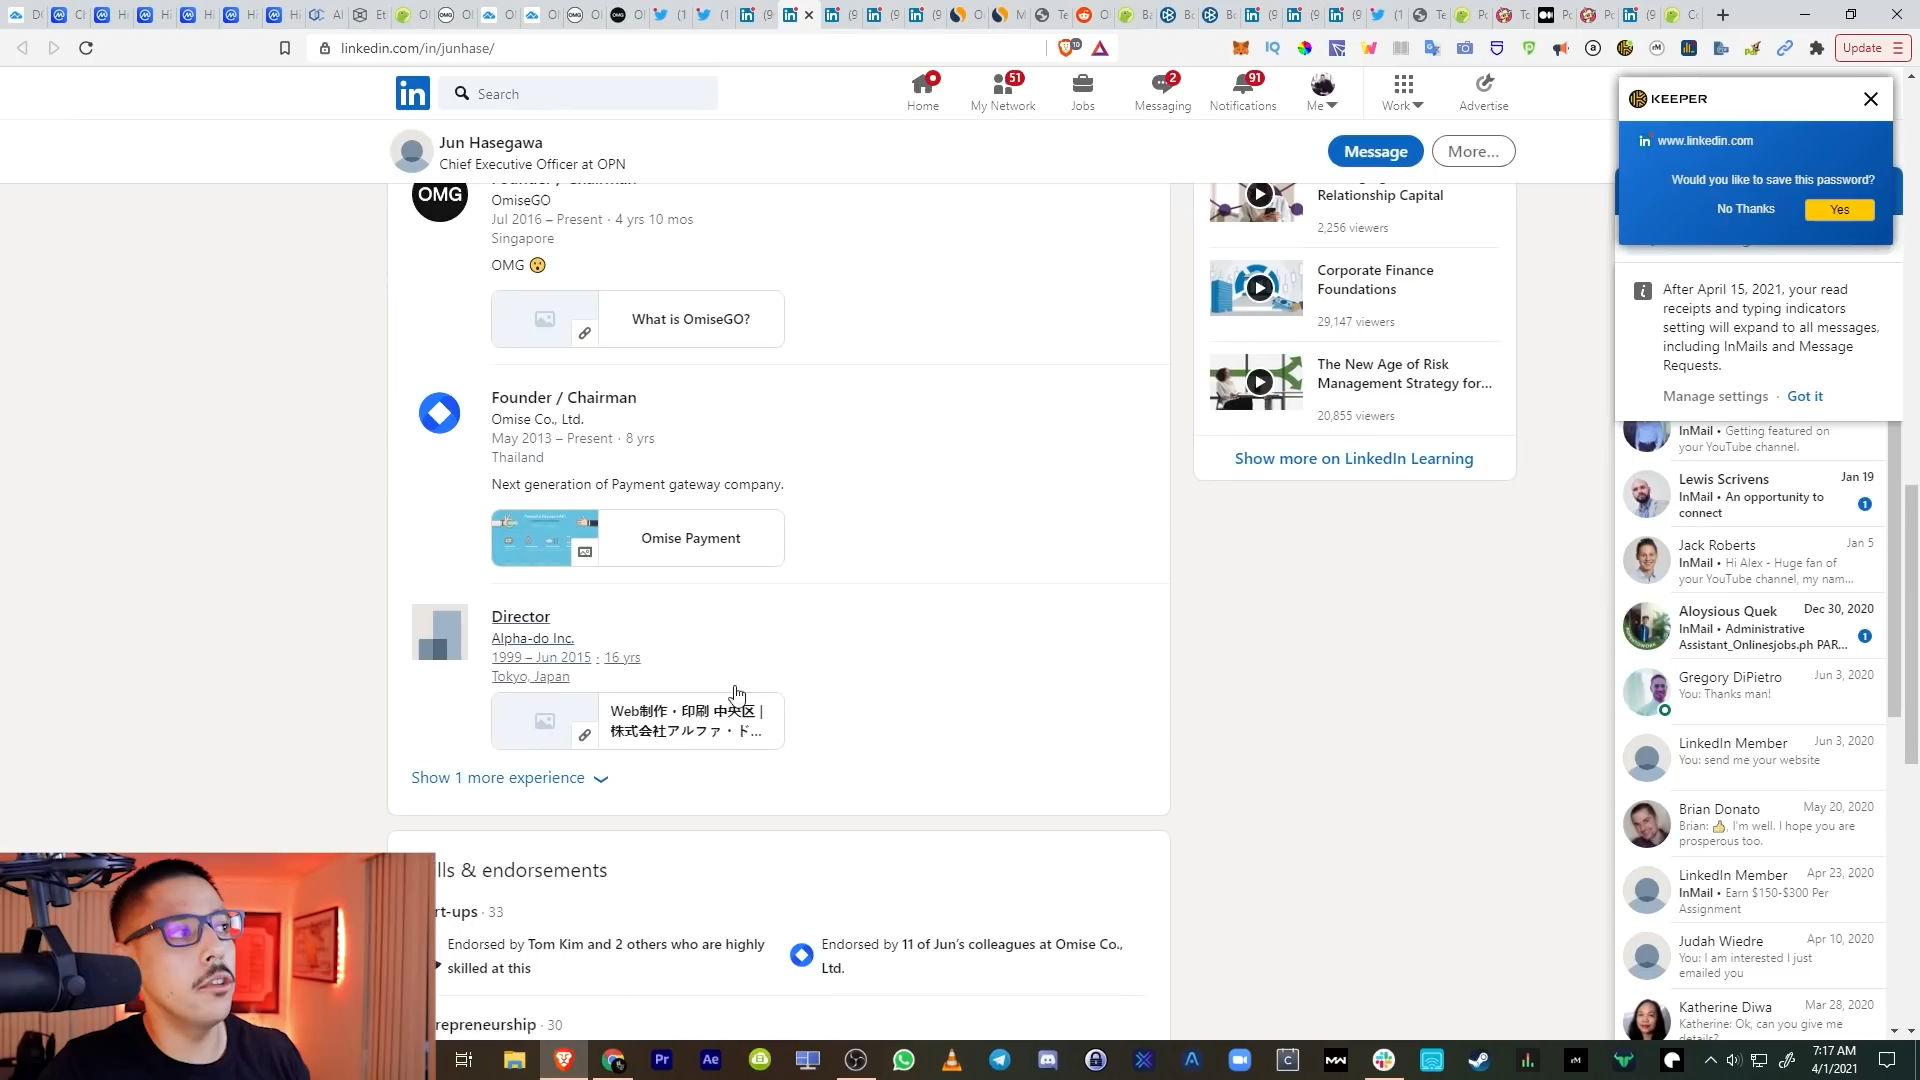 linkedin.com/in/junhase/
Update
Search
Home
51
My Network
Jobs
2
Messaging
91
Notifications
Me
Work
Advertise
Jun Hasegawa
Chief Executive Officer at OPN
Message
More...
OMG
OmiseGO
Jul 2016 – Present · 4 yrs 10 mos
Singapore
OMG 😮
What is OmiseGO?
Founder / Chairman
Omise Co., Ltd.
May 2013 – Present · 8 yrs
Thailand
Next generation of Payment gateway company.
Omise Payment
Director
Alpha-do Inc.
1999 – Jun 2015 · 16 yrs
Tokyo, Japan
Web制作・印刷 中央区 |
株式会社アルファ・ド...
Show 1 more experience
lls & endorsements
rt-ups · 33
Endorsed by Tom Kim and 2 others who are highly
skilled at this
Endorsed by 11 of Jun's colleagues at Omise Co.,
Ltd.
repreneurship · 30
Relationship Capital
2,256 viewers
Corporate Finance
Foundations
29,147 viewers
The New Age of Risk
Management Strategy for...
20,855 viewers
Show more on LinkedIn Learning
KEEPER
www.linkedin.com
Would you like to save this password?
No Thanks
Yes
After April 15, 2021, your read
receipts and typing indicators
setting will expand to all messages,
including InMails and Message
Requests.
Manage settings · Got it
InMail • Getting featured on
your YouTube channel.
Lewis Scrivens
Jan 19
InMail • An opportunity to
connect
1
Jack Roberts
Jan 5
InMail • Hi Alex - Huge fan of
your YouTube channel, my nam...
Aloysious Quek
Dec 30, 2020
InMail • Administrative
Assistant_Onlinesjobs.ph PAR...
1
Gregory DiPietro
Jun 3, 2020
You: Thanks man!
LinkedIn Member
Jun 3, 2020
You: send me your website
Brian Donato
May 20, 2020
Brian: 👍, I'm well. I hope you are
prosperous too.
LinkedIn Member
Apr 23, 2020
InMail • Earn $150-$300 Per
Assignment
Judah Wiedre
Apr 10, 2020
You: I am interested I just
emailed you
Katherine Diwa
Mar 28, 2020
Katherine: Ok, can you give me
7:17 AM
4/1/2021